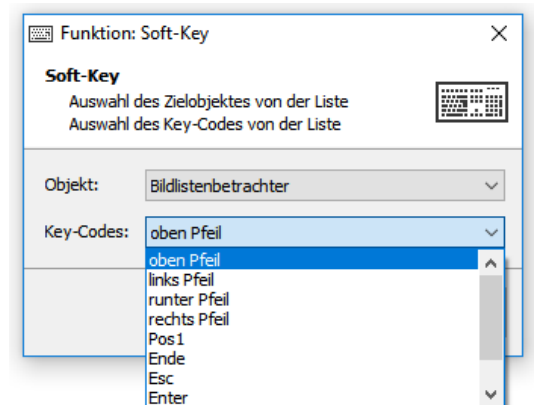 Funktion: Soft-Key
Soft-Key
Auswahl des Zielobjektes von der Liste
Auswahl des Key-Codes von der Liste
Objekt: Bildlistenbetrachter
Key-Codes: oben Pfeil
oben Pfeil
links Pfeil
runter Pfeil
rechts Pfeil
Pos1
Ende
Esc
Enter